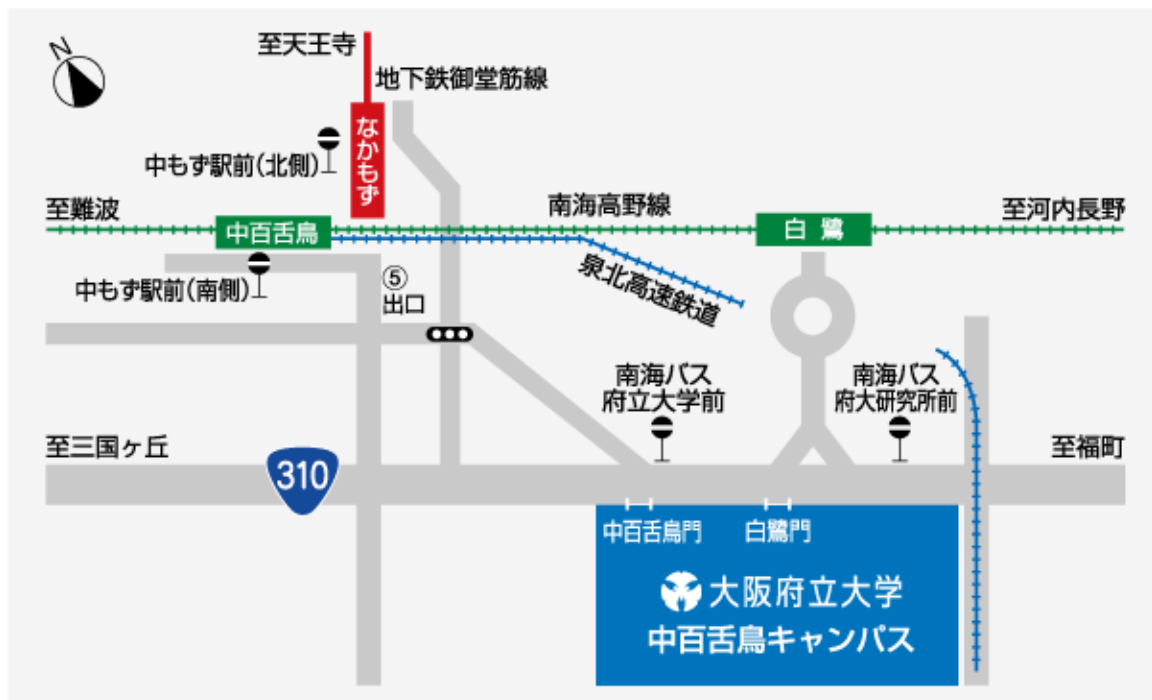 N
至天王寺
地下鉄御堂筋線
なかもず
中もず駅前(北側)
至難波
南海高野線
至河内長野
中百舌鳥
白鷺
中もず駅前(南側)
⑤
出口
泉北高速鉄道
南海バス
府立大学前
南海バス
府大研究所前
至三国ヶ丘
310
至福町
中百舌鳥門
白鷺門
大阪府立大学
中百舌鳥キャンパス